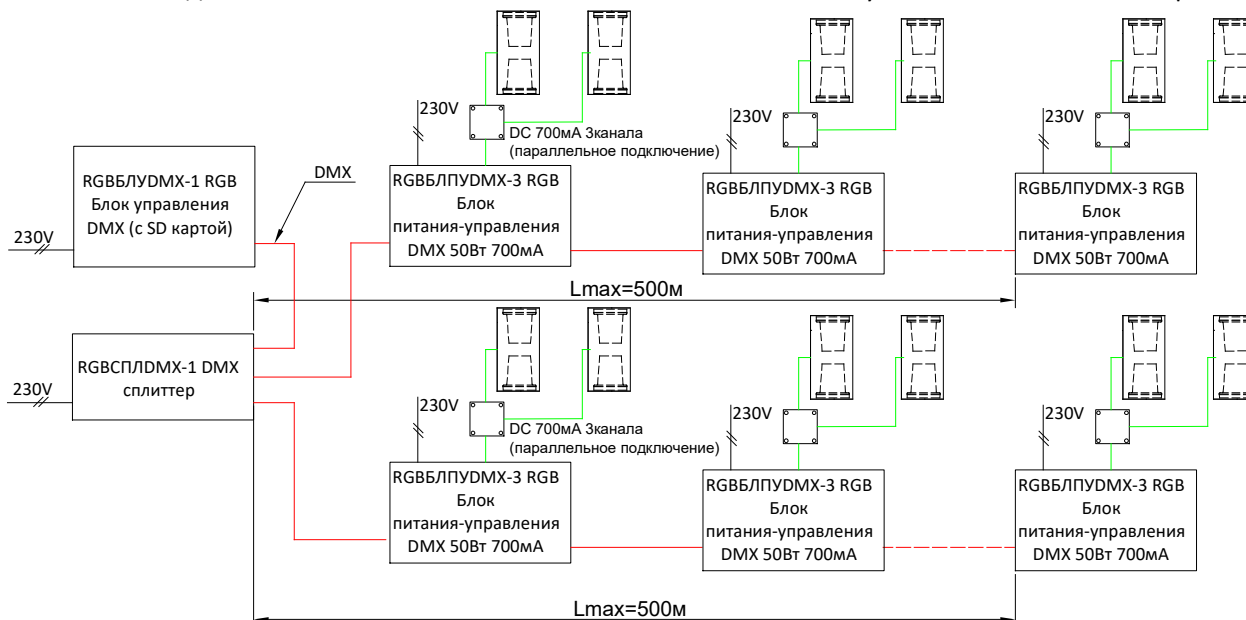 230V
230V
230V
DC 700мА 3канала
(параллельное подключение)
RGBБЛУDMX-1 RGB
Блок управления
DMX (с SD картой)
DMX
230V
RGBБЛПУDMX-3 RGB
Блок
питания-управления
DMX 50Вт 700мА
RGBБЛПУDMX-3 RGB
Блок
питания-управления
DMX 50Вт 700мА
RGBБЛПУDMX-3 RGB
Блок
питания-управления
DMX 50Вт 700мА
Lmax=500м
RGBСПЛDMX-1 DMX
сплиттер
230V
230V
230V
230V
DC 700мА 3канала
(параллельное подключение)
RGBБЛПУDMX-3 RGB
Блок
питания-управления
DMX 50Вт 700мА
RGBБЛПУDMX-3 RGB
Блок
питания-управления
DMX 50Вт 700мА
RGBБЛПУDMX-3 RGB
Блок
питания-управления
DMX 50Вт 700мА
Lmax=500м